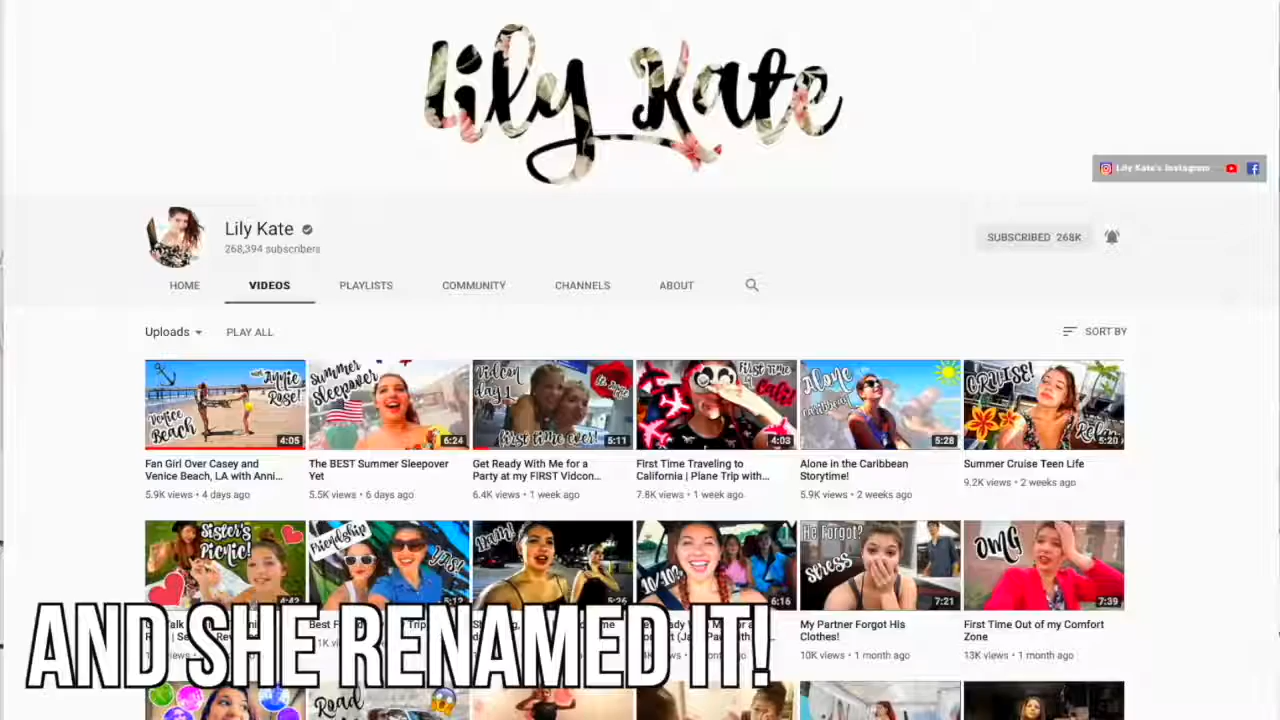 Lily Kate
Lily Kate's Instagram
Lily Kate
268,394 subscribers
SUBSCRIBED 268K
HOME VIDEOS PLAYLISTS COMMUNITY CHANNELS ABOUT
Uploads PLAY ALL SORT BY
Venice Beach
Annie Rose!
4:05
Summer Sleepover
6:24
Vidcon day 1
first time ever!
5:11
First time
Cali!
4:03
Alone
Caribbean
5:28
CRUISE!
Relax
5:20
Fan Girl Over Casey and
Venice Beach, LA with Anni...
5.9K views • 4 days ago
The BEST Summer Sleepover
Yet
5.5K views • 6 days ago
Get Ready With Me for a
Party at my FIRST Vidcon...
6.4K views • 1 week ago
First Time Traveling to
California | Plane Trip with...
7.8K views • 1 week ago
Alone in the Caribbean
Storytime!
5.9K views • 2 weeks ago
Summer Cruise Teen Life
9.2K views • 2 weeks ago
Sister's
Picnic!
Friendship
10/10?
6:16
He Forgot?
STRESS
7:21
OMG
7:39
My Partner Forgot His
Clothes!
10K views • 1 month ago
First Time Out of my Comfort
Zone
13K views • 1 month ago
AND SHE RENAMED IT!
Road